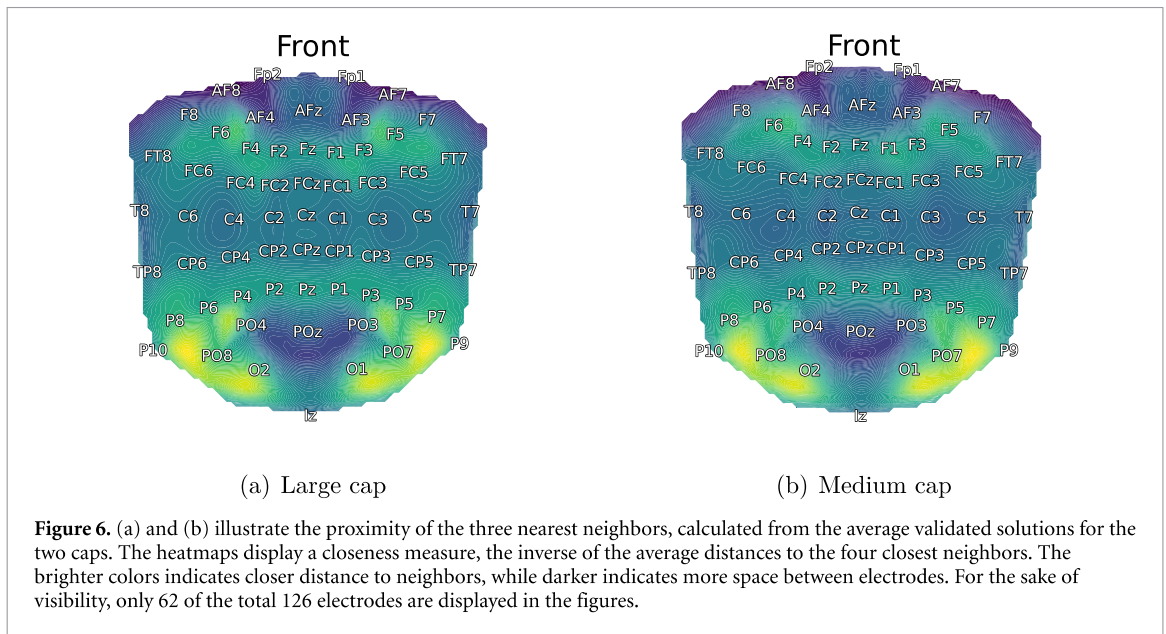 Front
Fp2 Fp1
AF8 AF7
F8 AF4 AFz AF3 F7
F6 F5
F4 F2 Fz F1 F3
FT8 FT7
FC6 FC5
FC4 FC2 FCz FC1 FC3
T8 C6 C4 C2 Cz C1 C3 C5 T7
CP6 CP4 CP2 CPz CP1 CP3 CP5
TP8 TP7
P4 P2 Pz P1 P3
P6 P5
P8 PO4 POz PO3 P7
P10 PO8 PO7 P9
O2 O1
Iz
(a) Large cap
Front
Fp2 Fp1
AF8 AF7
F8 AF4 AFz AF3 F7
F6 F5
F4 F2 Fz F1 F3
FT8 FT7
FC6 FC5
FC4 FC2 FCz FC1 FC3
T8 C6 C4 C2 Cz C1 C3 C5 T7
CP6 CP4 CP2 CPz CP1 CP3 CP5
TP8 TP7
P4 P2 Pz P1 P3
P6 P5
P8 PO4 POz PO3 P7
P10 PO8 PO7 P9
O2 O1
Iz
(b) Medium cap
Figure 6. (a) and (b) illustrate the proximity of the three nearest neighbors, calculated from the average validated solutions for the
two caps. The heatmaps display a closeness measure, the inverse of the average distances to the four closest neighbors. The
brighter colors indicates closer distance to neighbors, while darker indicates more space between electrodes. For the sake of
visibility, only 62 of the total 126 electrodes are displayed in the figures.